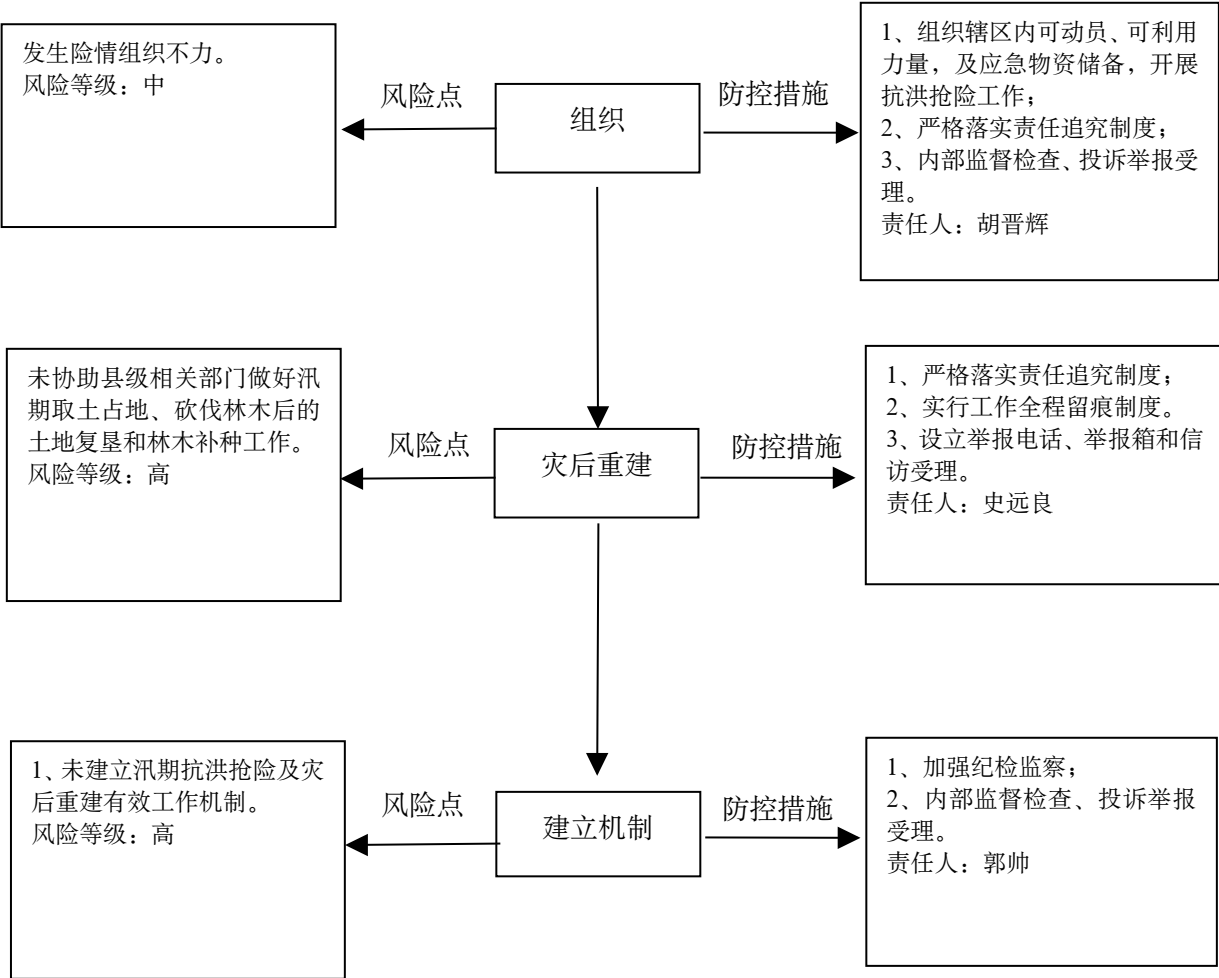 发生险情组织不力。
风险等级：中
风险点
组织
防控措施
1、组织辖区内可动员、可利用
力量，及应急物资储备，开展
抗洪抢险工作；
2、严格落实责任追究制度；
3、内部监督检查、投诉举报受
理。
责任人：胡晋辉
未协助县级相关部门做好汛
期取土占地、砍伐林木后的
土地复垦和林木补种工作。
风险等级：高
风险点
灾后重建
防控措施
1、严格落实责任追究制度；
2、实行工作全程留痕制度。
3、设立举报电话、举报箱和信
访受理。
责任人：史远良
1、未建立汛期抗洪抢险及灾
后重建有效工作机制。
风险等级：高
风险点
建立机制
防控措施
1、加强纪检监察；
2、内部监督检查、投诉举报
受理。
责任人：郭帅